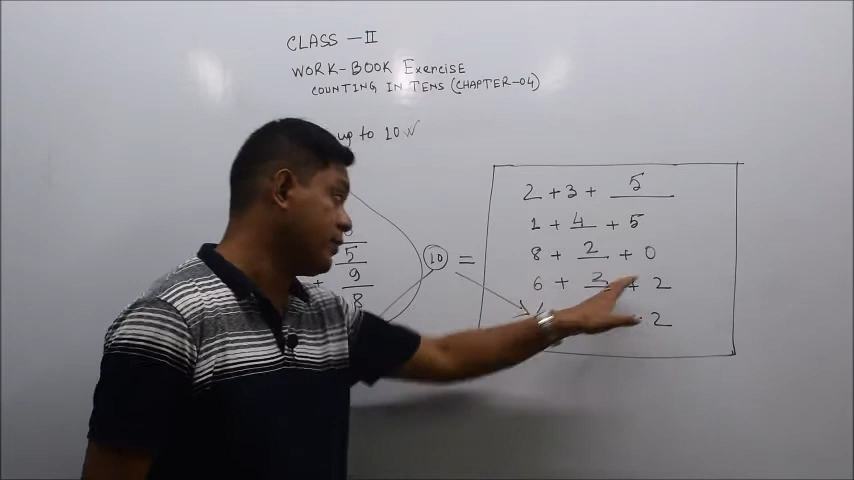 CLASS - II
WORK-BOOK Exercise
COUNTING IN TENS (CHAPTER-04)
up to 10
2 + 3 + 5
1 + 4 + 5
5
8 + 2 + 0
10 =
9
6 + 2 + 2
+ 8
2